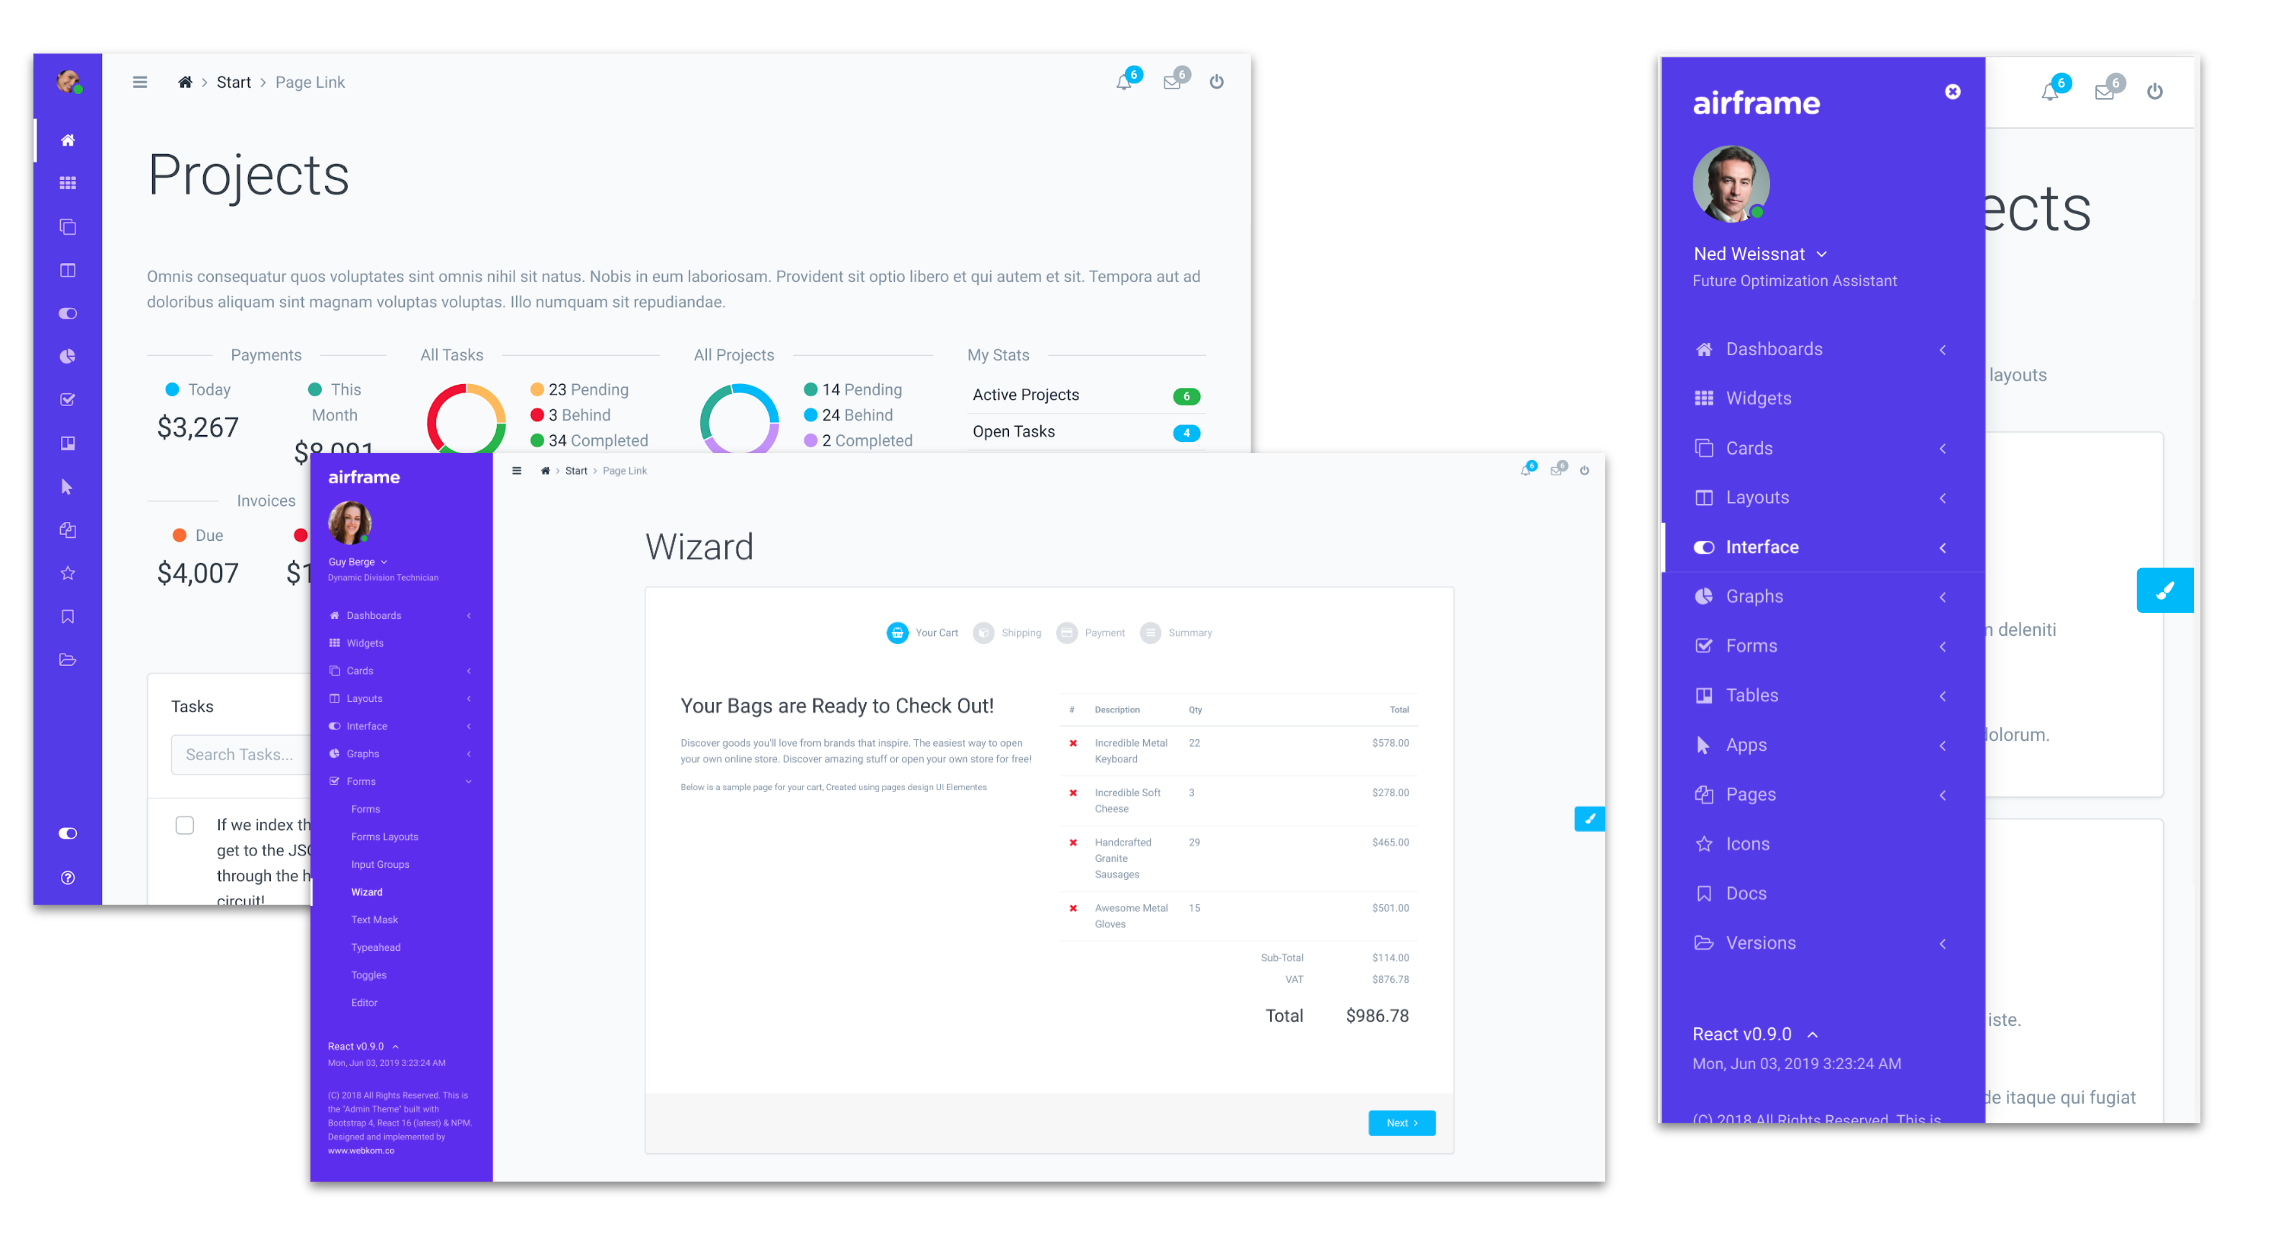 Start > Page Link
6
6
Projects
Omnis consequatur quos voluptates sint omnis nihil sit natus. Nobis in eum laboriosam. Provident sit optio libero et qui autem et sit. Tempora aut ad
doloribus aliquam sint magnam voluptas voluptas. Illo numquam sit repudiandae.
Payments
Today
$3,267
This
Month
$8,091
All Tasks
23 Pending
3 Behind
34 Completed
All Projects
14 Pending
24 Behind
2 Completed
My Stats
Active Projects 6
Open Tasks 4
Invoices
Due
$4,007
$1
Tasks
Search Tasks...
If we index th
get to the JS
through the h
circuit!
airframe
Guy Berge
Dynamic Division Technician
Dashboards
Widgets
Cards
Layouts
Interface
Graphs
Forms
Forms
Forms Layouts
Input Groups
Wizard
Text Mask
Typeahead
Toggles
Editor
React v0.9.0
Mon, Jun 03, 2019 3:23:24 AM
(C) 2018 All Rights Reserved. This is
the "Admin Theme" built with
Bootstrap 4, React 16 (latest) & NPM.
Designed and implemented by
www.webkom.co
Start > Page Link
6
6
Wizard
Your Cart Shipping Payment Summary
Your Bags are Ready to Check Out!
Discover goods you'll love from brands that inspire. The easiest way to open
your own online store. Discover amazing stuff or open your own store for free!
Below is a sample page for your cart, Created using pages design UI Elementes
# Description Qty Total
Incredible Metal 22 $578.00
Keyboard
Incredible Soft 3 $278.00
Cheese
Handcrafted 29 $465.00
Granite
Sausages
Awesome Metal 15 $501.00
Gloves
Sub-Total $114.00
VAT $876.78
Total $986.78
Next >
airframe
Ned Weissnat
Future Optimization Assistant
Dashboards
Widgets
Cards
Layouts
Interface
Graphs
Forms
Tables
Apps
Pages
Icons
Docs
Versions
React v0.9.0
Mon, Jun 03, 2019 3:23:24 AM
(C) 2018 All Rights Reserved. This is
6
6
ects
layouts
deleniti
dolorum.
iste.
de itaque qui fugiat